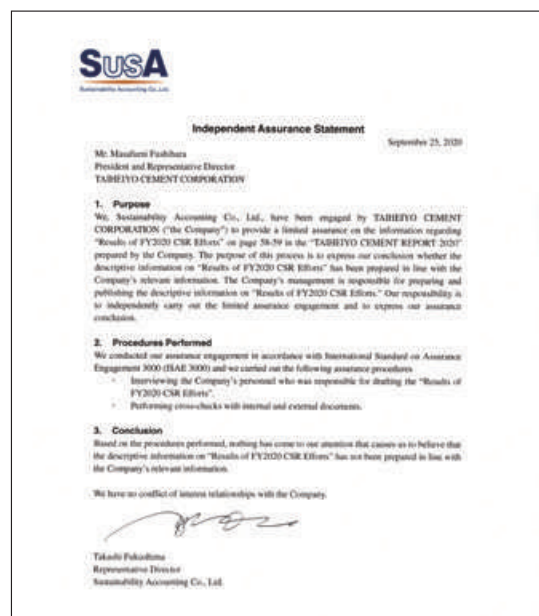 SusA
Sustainability Accounting Co., Ltd.
Independent Assurance Statement
September 25, 2020
Mr. Masafumi Fushihara
President and Representative Director
TAIHEIYO CEMENT CORPORATION
1. Purpose
We, Sustainability Accounting Co., Ltd., have been engaged by TAIHEIYO CEMENT
CORPORATION ("the Company") to provide a limited assurance on the information regarding
"Results of FY2020 CSR Efforts" on page 58-59 in the "TAIHEIYO CEMENT REPORT 2020"
prepared by the Company. The purpose of this process is to express our conclusion whether the
descriptive information on "Results of FY2020 CSR Efforts" has been prepared in line with the
Company's relevant information. The Company's management is responsible for preparing and
publishing the descriptive information on "Results of FY2020 CSR Efforts." Our responsibility is
to independently carry out the limited assurance engagement and to express our assurance
conclusion.
2. Procedures Performed
We conducted our assurance engagement in accordance with International Standard on Assurance
Engagement 3000 (ISAE 3000) and we carried out the following assurance procedures
- Interviewing the Company's personnel who was responsible for drafting the "Results of
FY2020 CSR Efforts".
- Performing cross-checks with internal and external documents.
3. Conclusion
Based on the procedures performed, nothing has come to our attention that causes us to believe that
the descriptive information on "Results of FY2020 CSR Efforts" has not been prepared in line with
the Company's relevant information.
We have no conflict of interest relationships with the Company.
Takashi Fukushima
Representative Director
Sustainability Accounting Co., Ltd.